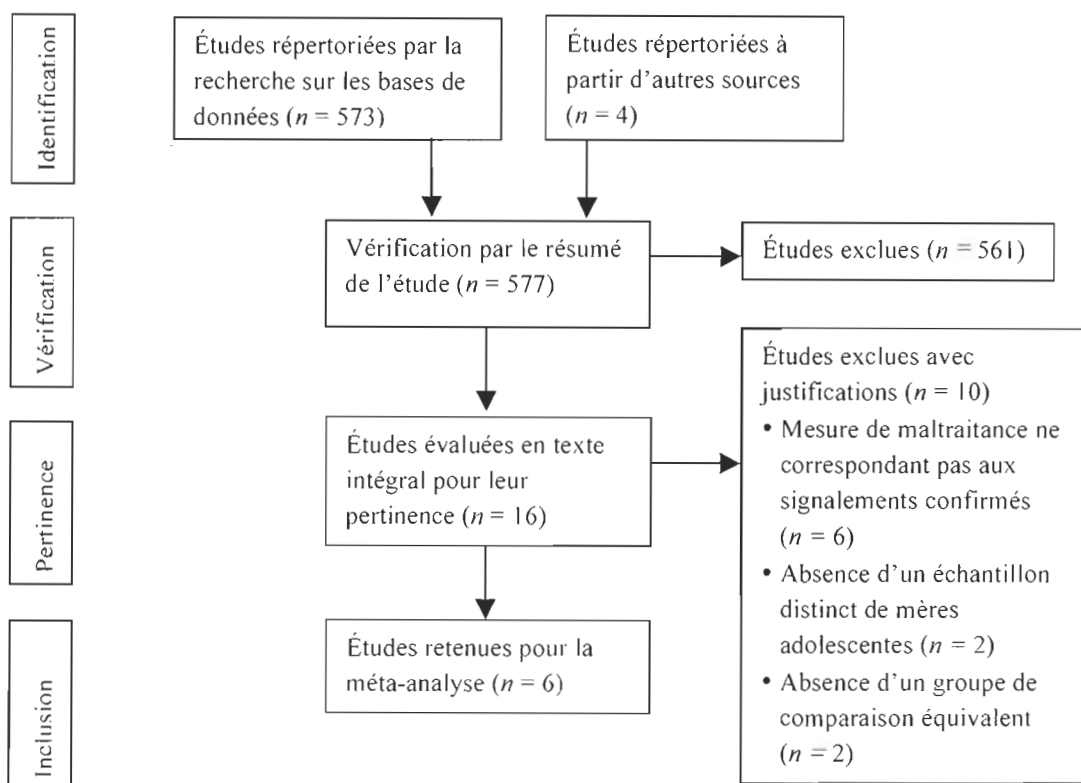 Identification
Études répertoriées par la
recherche sur les bases de
données (n = 573)
Études répertoriées à
partir d'autres sources
(n = 4)
Vérification
Vérification par le résumé
de l'étude (n = 577)
Études exclues (n = 561)
Pertinence
Études évaluées en texte
intégral pour leur
pertinence (n = 16)
Études exclues avec
justifications (n = 10)
• Mesure de maltraitance ne
correspondant pas aux
signalements confirmés
(n = 6)
• Absence d'un échantillon
distinct de mères
adolescentes (n = 2)
• Absence d'un groupe de
comparaison équivalent
(n = 2)
Inclusion
Études retenues pour la
méta-analyse (n = 6)